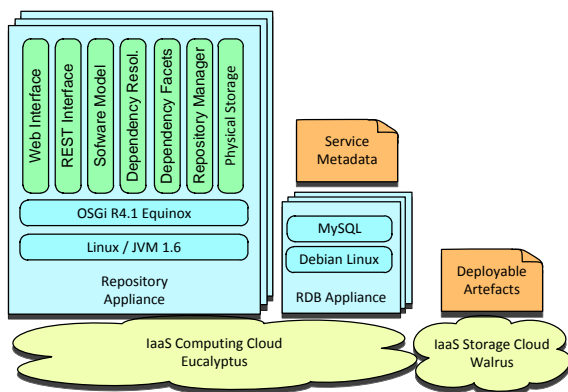 Web Interface
REST Interface
Sofware Model
Dependency Resol.
Dependency Facets
Repository Manager
Physical Storage
OSGi R4.1 Equinox
Linux / JVM 1.6
Repository
Appliance
Service
Metadata
MySQL
Debian Linux
RDB Appliance
Deployable
Artefacts
IaaS Computing Cloud
Eucalyptus
IaaS Storage Cloud
Walrus